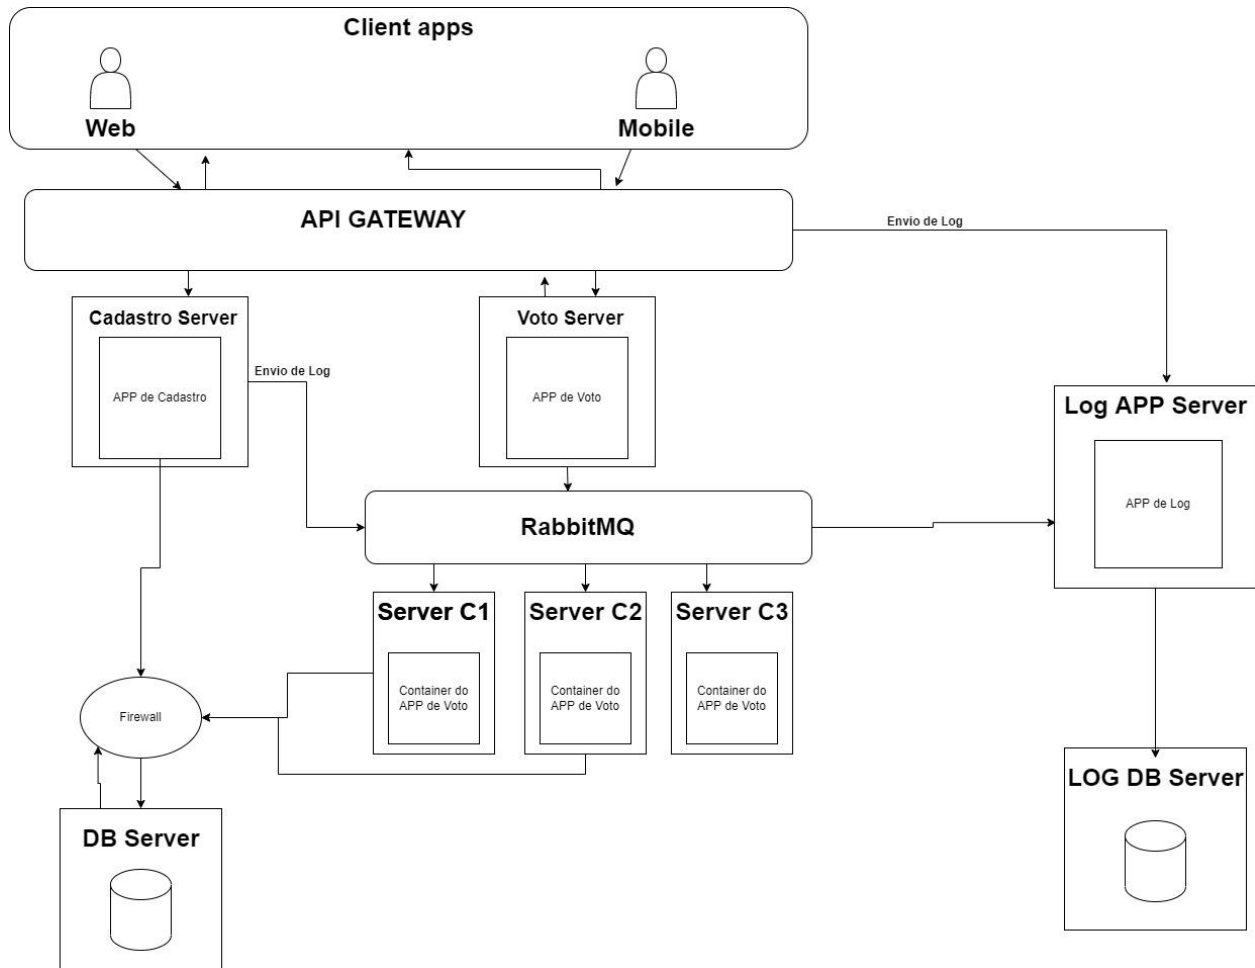 Client apps
Web
Mobile
API GATEWAY
Envio de Log
Cadastro Server
Voto Server
APP de Cadastro
Envio de Log
APP de Voto
Log APP Server
APP de Log
RabbitMQ
Server C1
Server C2
Server C3
Container do
APP de Voto
Container do
APP de Voto
Container do
APP de Voto
Firewall
LOG DB Server
DB Server